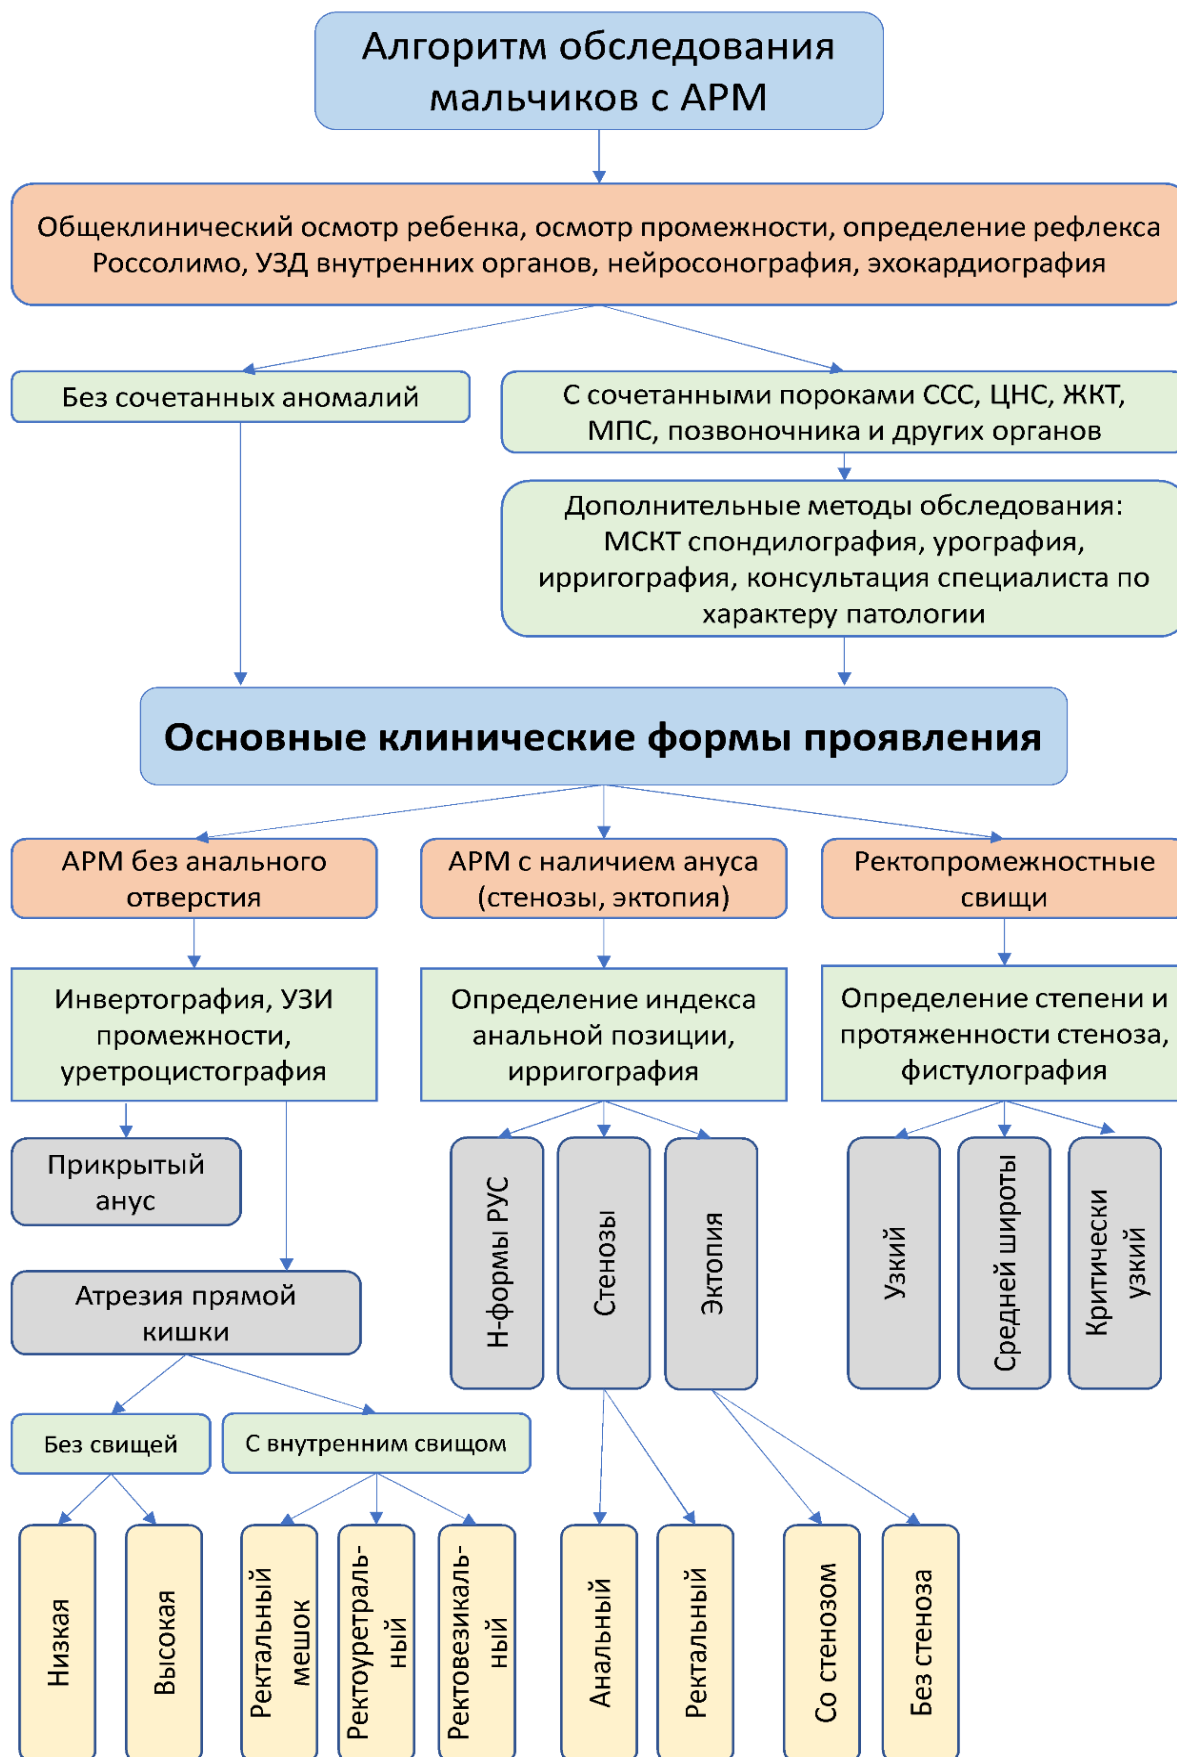 Алгоритм обследования
мальчиков с АРМ
Общеклинический осмотр ребенка, осмотр промежности, определение рефлекса
Россолимо, УЗД внутренних органов, нейросонография, эхокардиография
Без сочетанных аномалий
С сочетанными пороками ССС, ЦНС, ЖКТ,
МПС, позвоночника и других органов
Дополнительные методы обследования:
МСКТ спондилография, урография,
ирригография, консультация специалиста по
характеру патологии
Основные клинические формы проявления
АРМ без анального
отверстия
АРМ с наличием ануса
(стенозы, эктопия)
Ректопромежностные
свищи
Инвертография, УЗИ
промежности,
уретроцистография
Определение индекса
анальной позиции,
ирригография
Определение степени и
протяженности стеноза,
фистулография
Прикрытый
анус
Н-формы РУС
Стенозы
Эктопия
Узкий
Средней широты
Критически
узкий
Атрезия прямой
кишки
Без свищей
С внутренним свищом
Низкая
Высокая
Ректальный
мешок
Ректоуретраль-
ный
Ректовезикаль-
ный
Анальный
Ректальный
Со стенозом
Без стеноза